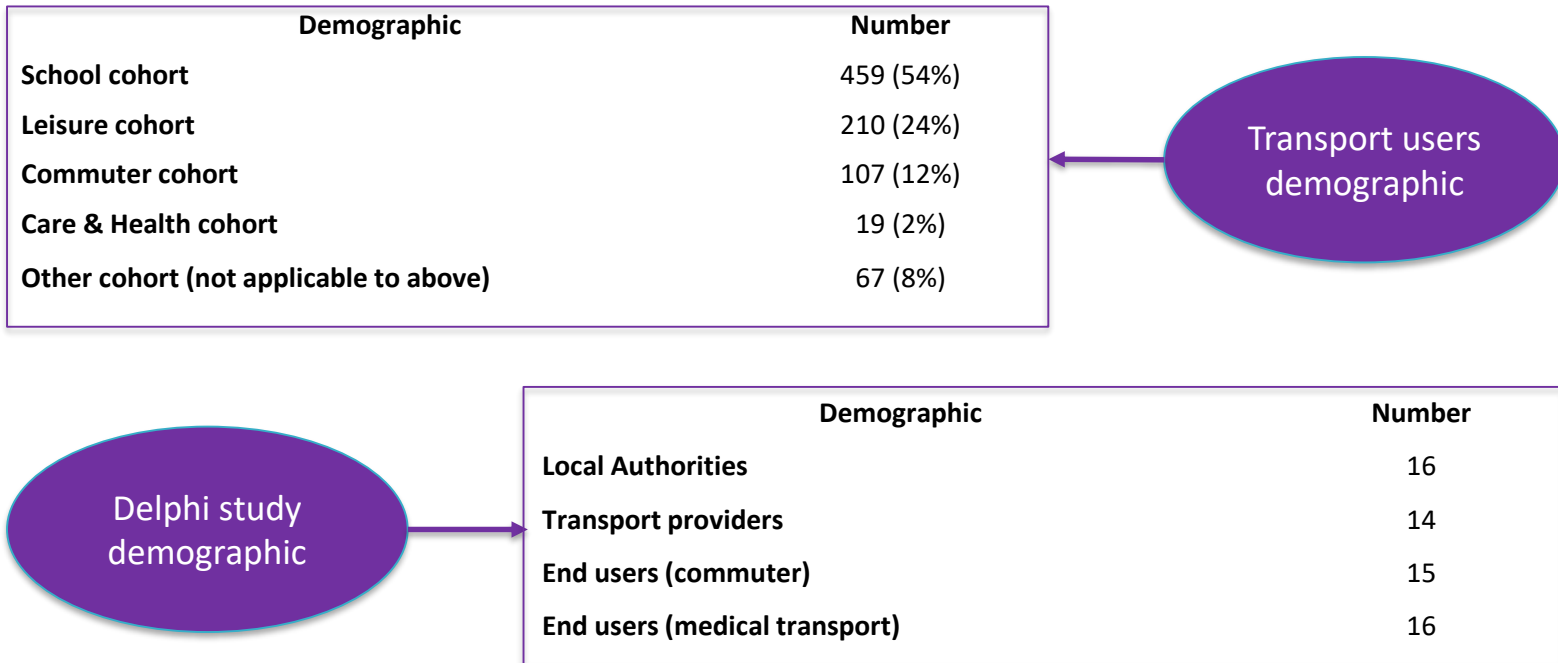 Demographic Number
School cohort 459 (54%)
Leisure cohort 210 (24%)
Commuter cohort 107 (12%)
Care & Health cohort 19 (2%)
Other cohort (not applicable to above) 67 (8%)
Transport users
demographic
Delphi study
demographic
Demographic Number
Local Authorities 16
Transport providers 14
End users (commuter) 15
End users (medical transport) 16